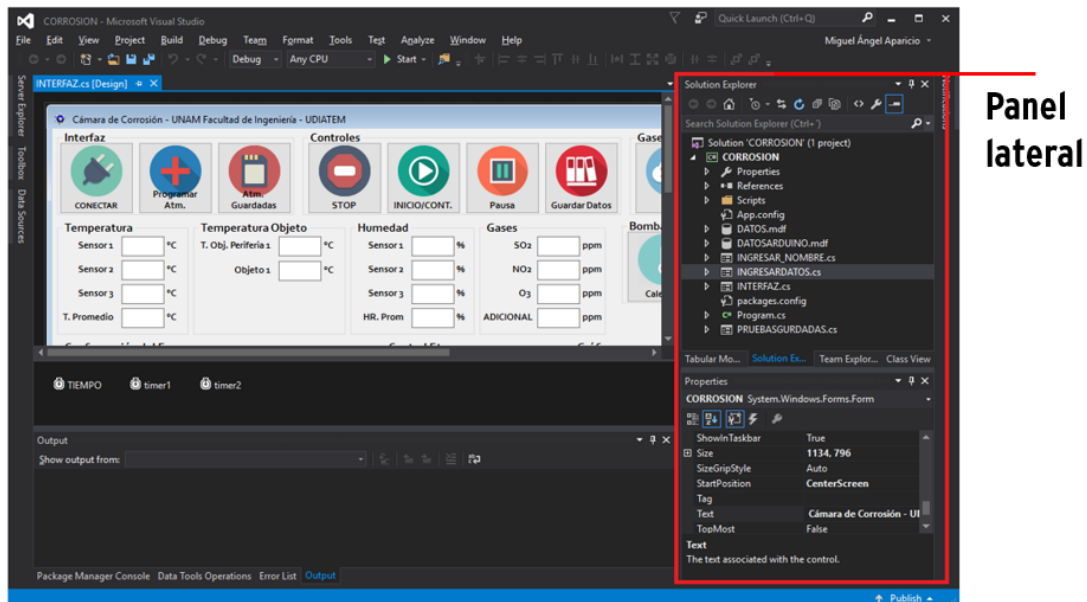 CORROSION - Microsoft Visual Studio
Quick Launch (Ctrl+Q)
File Edit View Project Build Debug Team Format Tools Test Analyze Window Help
Miguel Ángel Aparicio
Debug Any CPU Start
Server Explorer
Toolbox
Data Sources
INTERFAZ.cs [Design]
Cámara de Corrosión - UNAM Facultad de Ingeniería - UDIATEM
Interfaz Controles
CONECTAR
Programar
Atm.
Atm.
Guardadas
STOP
INICIO/CONT.
Pausa
Guardar Datos
Temperatura Temperatura Objeto Humedad Gases
Sensor 1 °C T. Obj. Periferia 1 °C Sensor 1 % SO2 ppm
Sensor 2 °C Objeto 1 °C Sensor 2 % NO2 ppm
Sensor 3 °C Sensor 3 % O3 ppm
T. Promedio °C HR. Prom % ADICIONAL ppm
TIEMPO timer1 timer2
Output
Show output from:
Package Manager Console Data Tools Operations Error List Output
Solution Explorer
Search Solution Explorer (Ctrl+¨)
Solution 'CORROSION' (1 project)
CORROSION
Properties
References
Scripts
App.config
DATOS.mdf
DATOSARDUINO.mdf
INGRESAR_NOMBRE.cs
INGRESARDATOS.cs
INTERFAZ.cs
packages.config
Program.cs
PRUEBASGURDADAS.cs
Tabular Mo... Solution Ex... Team Explor... Class View
Properties
CORROSION System.Windows.Forms.Form
ShowInTaskbar True
Size 1134, 796
SizeGripStyle Auto
StartPosition CenterScreen
Tag
Text Cámara de Corrosión - UI
TopMost False
Text
The text associated with the control.
Publish
Panel
lateral